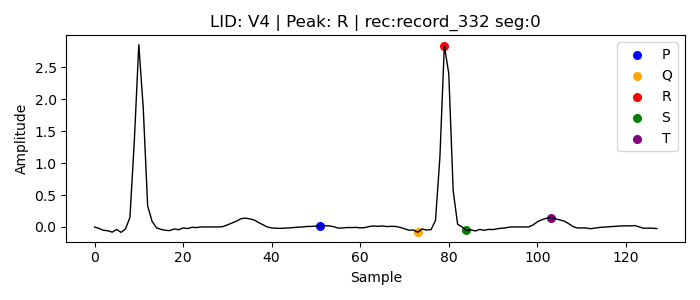 LID: V4 | Peak: R | rec:record_332 seg:0
Amplitude
2.5
2.0
1.5
1.0
0.5
0.0
P
Q
R
S
T
0 20 40 60 80 100 120
Sample